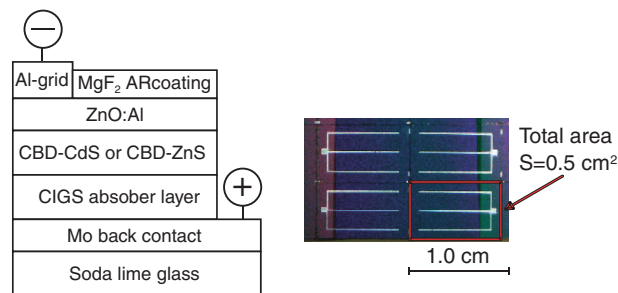 −
Al-grid
MgF₂ ARcoating
ZnO:Al
CBD-CdS or CBD-ZnS
CIGS absober layer
+
Mo back contact
Soda lime glass
Total area
S=0.5 cm²
1.0 cm